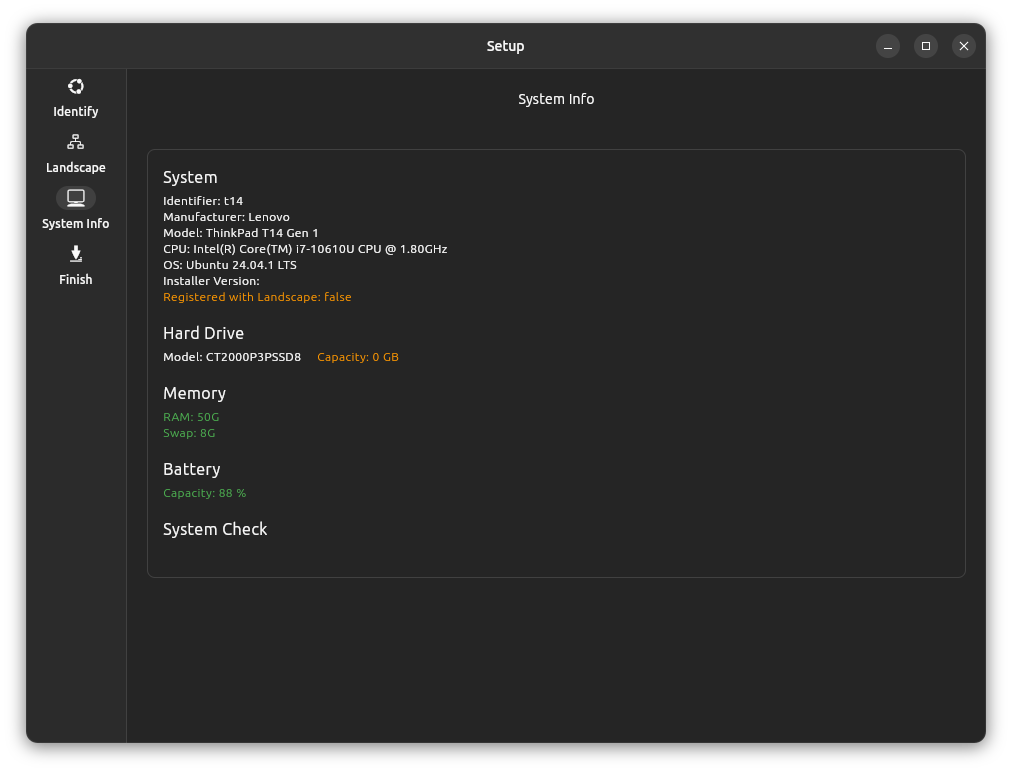 Setup
Identify
Landscape
System Info
Finish
System Info
System
Identifier: t14
Manufacturer: Lenovo
Model: ThinkPad T14 Gen 1
CPU: Intel(R) Core(TM) i7-10610U CPU @ 1.80GHz
OS: Ubuntu 24.04.1 LTS
Installer Version:
Registered with Landscape: false
Hard Drive
Model: CT2000P3PSSD8 Capacity: 0 GB
Memory
RAM: 50G
Swap: 8G
Battery
Capacity: 88 %
System Check